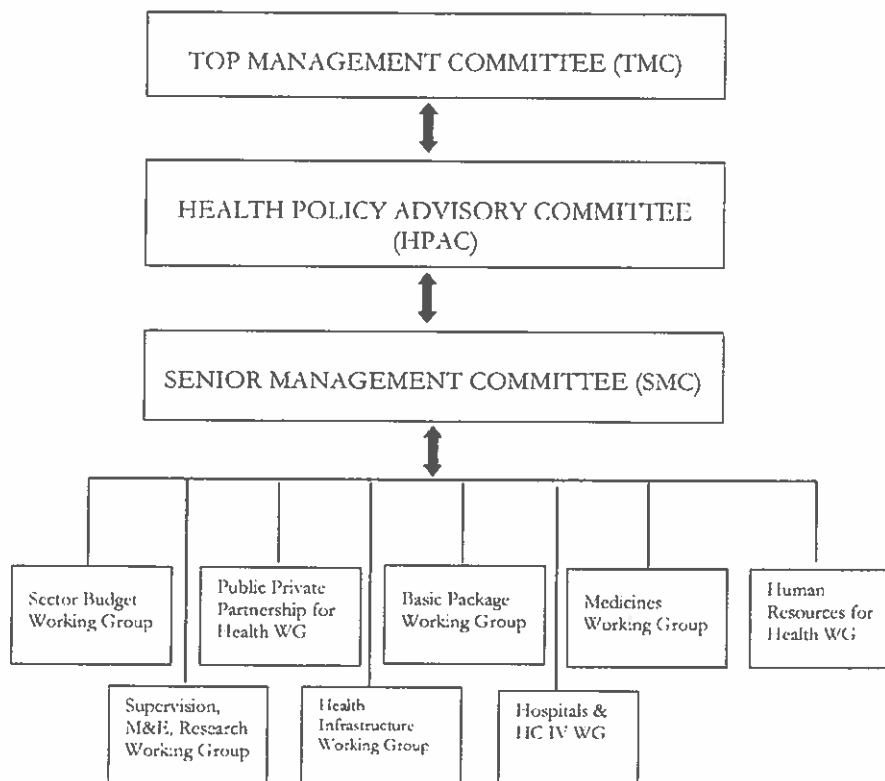 TOP MANAGEMENT COMMITTEE (TMC)
HEALTH POLICY ADVISORY COMMITTEE
(HPAC)
SENIOR MANAGEMENT COMMITTEE (SMC)
Sector Budget
Working Group
Public Private
Partnership for
Health WG
Basic Package
Working Group
Medicines
Working Group
Human
Resources for
Health WG
Supervision,
M&E, Research
Working Group
Health
Infrastructure
Working Group
Hospitals &
HC IV WG